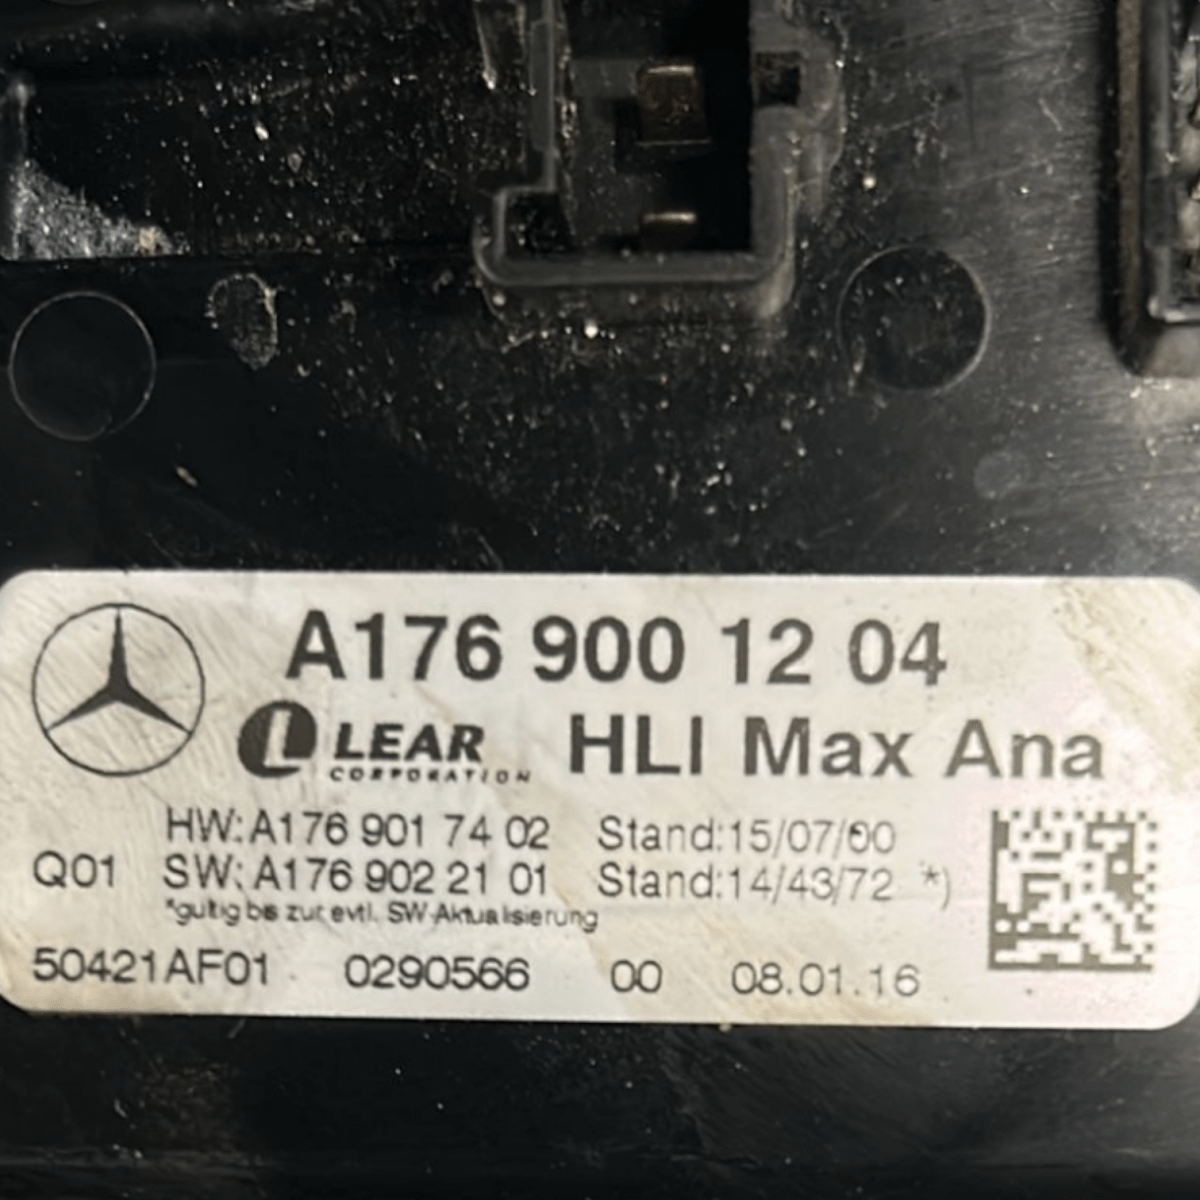 A176 900 12 04
LEAR HLI Max Ana
CORPORATION
HW: A176 901 74 02 Stand:15/07/00
Q01 SW: A176 902 21 01 Stand:14/43/72 *)
*gultig bis zur evtl. SW-Aktualisierung
50421AF01 0290566 00 08.01.16